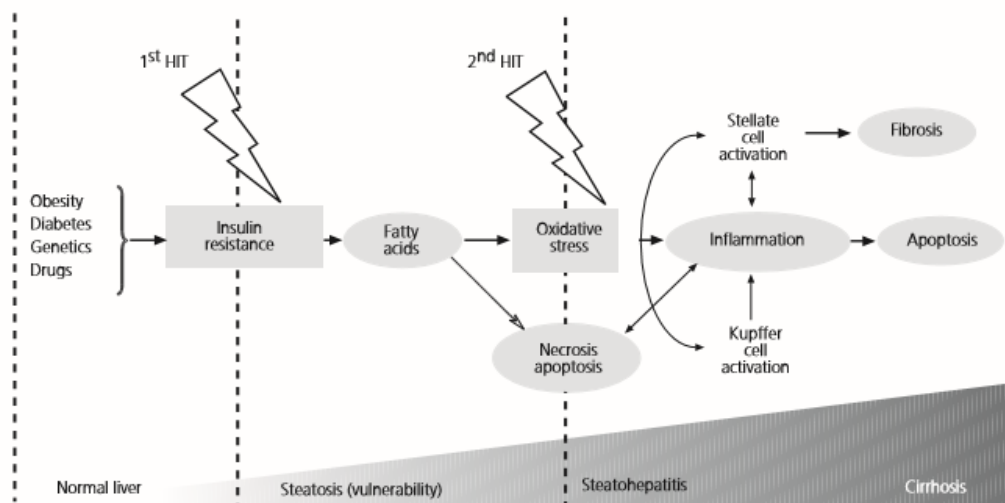 1st HIT
2nd HIT
Obesity
Diabetes
Genetics
Drugs
Insulin
resistance
Fatty
acids
Oxidative
stress
Necrosis
apoptosis
Stellate
cell
activation
Fibrosis
Inflammation
Apoptosis
Kupffer
cell
activation
Normal liver
Steatosis (vulnerability)
Steatohepatitis
Cirrhosis